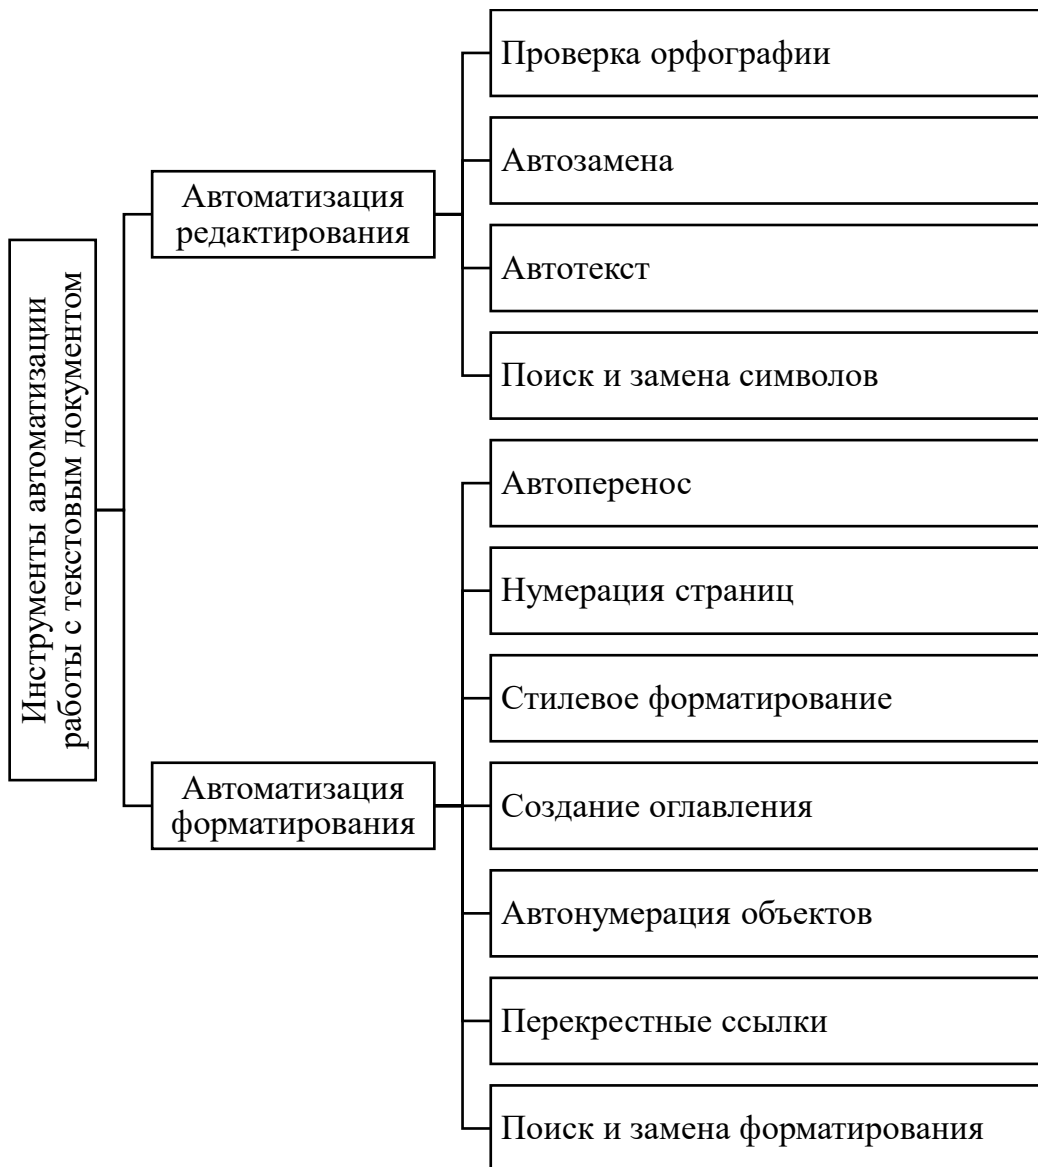 Инструменты автоматизации
работы с текстовым документом
Автоматизация
редактирования
Проверка орфографии
Автозамена
Автотекст
Поиск и замена символов
Автоматизация
форматирования
Автоперенос
Нумерация страниц
Стилевое форматирование
Создание оглавления
Автонумерация объектов
Перекрестные ссылки
Поиск и замена форматирования